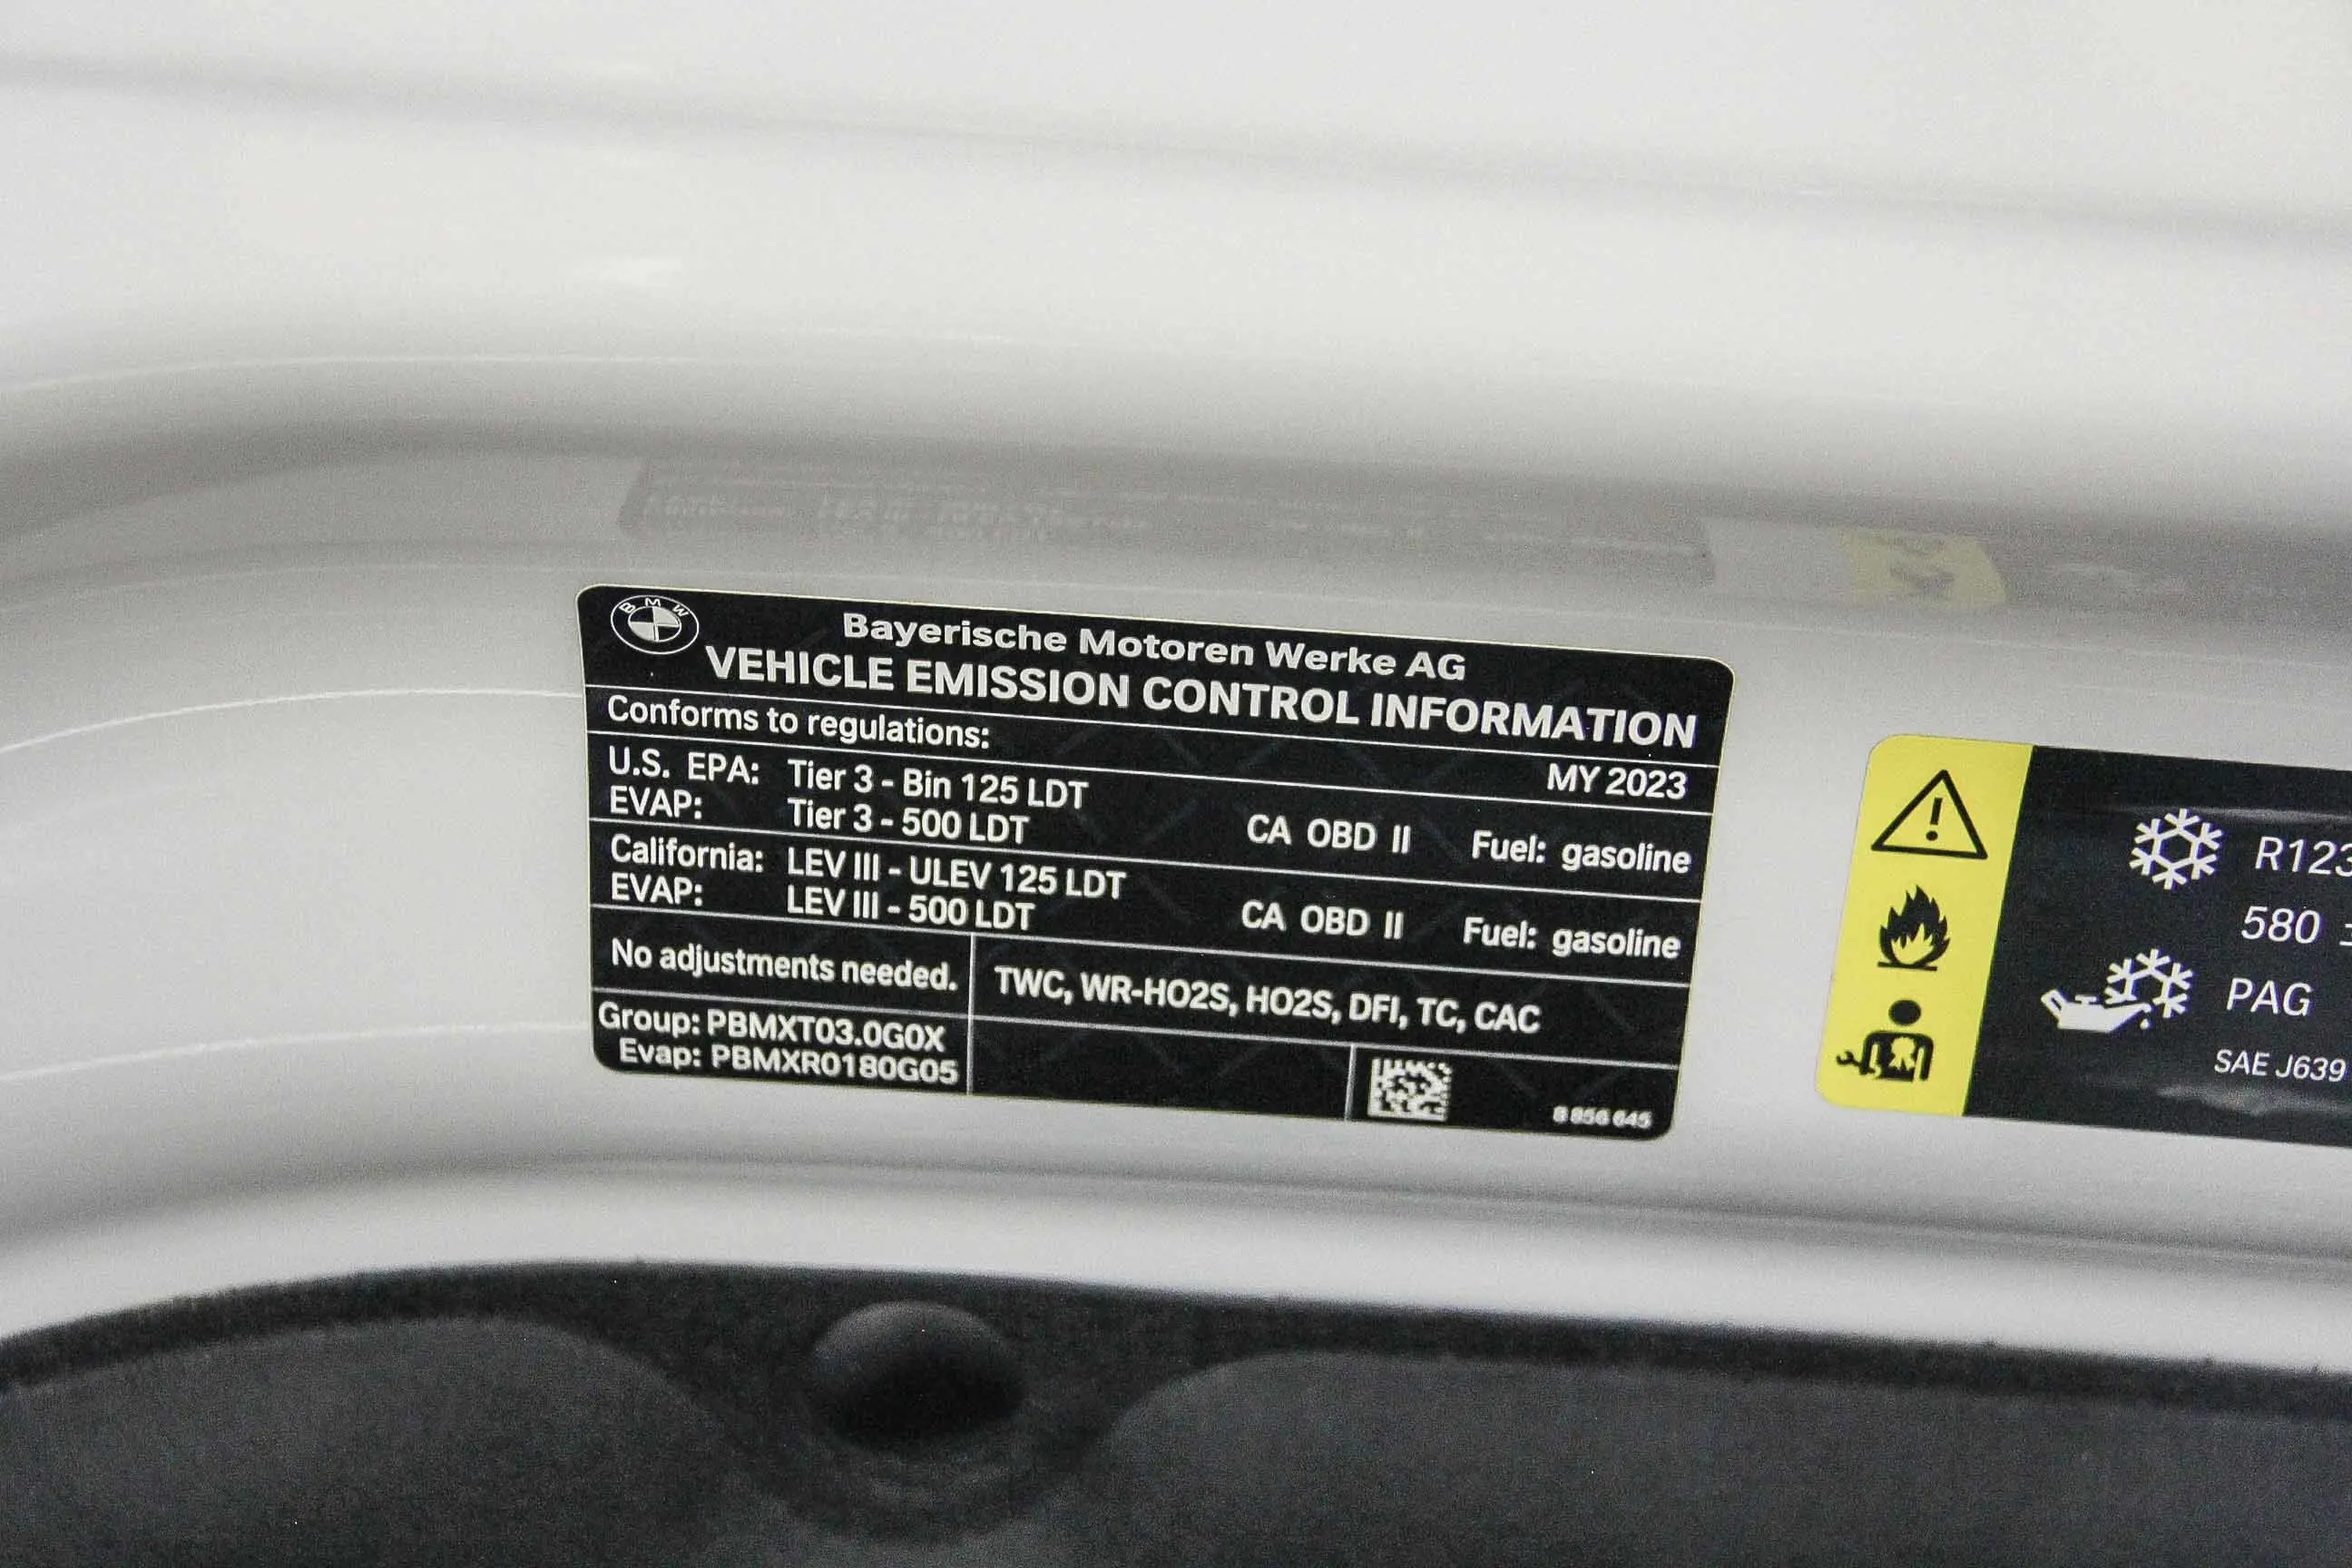 BMW
Bayerische Motoren Werke AG
VEHICLE EMISSION CONTROL INFORMATION
Conforms to regulations:
MY 2023
U.S. EPA: Tier 3 - Bin 125 LDT
EVAP: Tier 3 - 500 LDT CA OBD II Fuel: gasoline
California: LEV III - ULEV 125 LDT
EVAP: LEV III - 500 LDT CA OBD II Fuel: gasoline
No adjustments needed. TWC, WR-HO2S, HO2S, DFI, TC, CAC
Group: PBMXT03.0G0X
Evap: PBMXR0180G05
8 856 645
R123
580
PAG
SAE J639